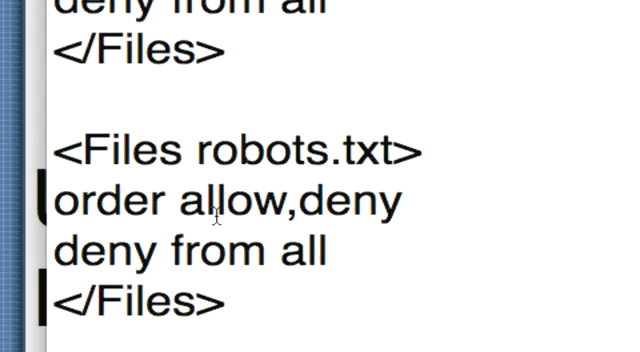 deny from all
</Files>
<Files robots.txt>
order allow,deny
deny from all
</Files>